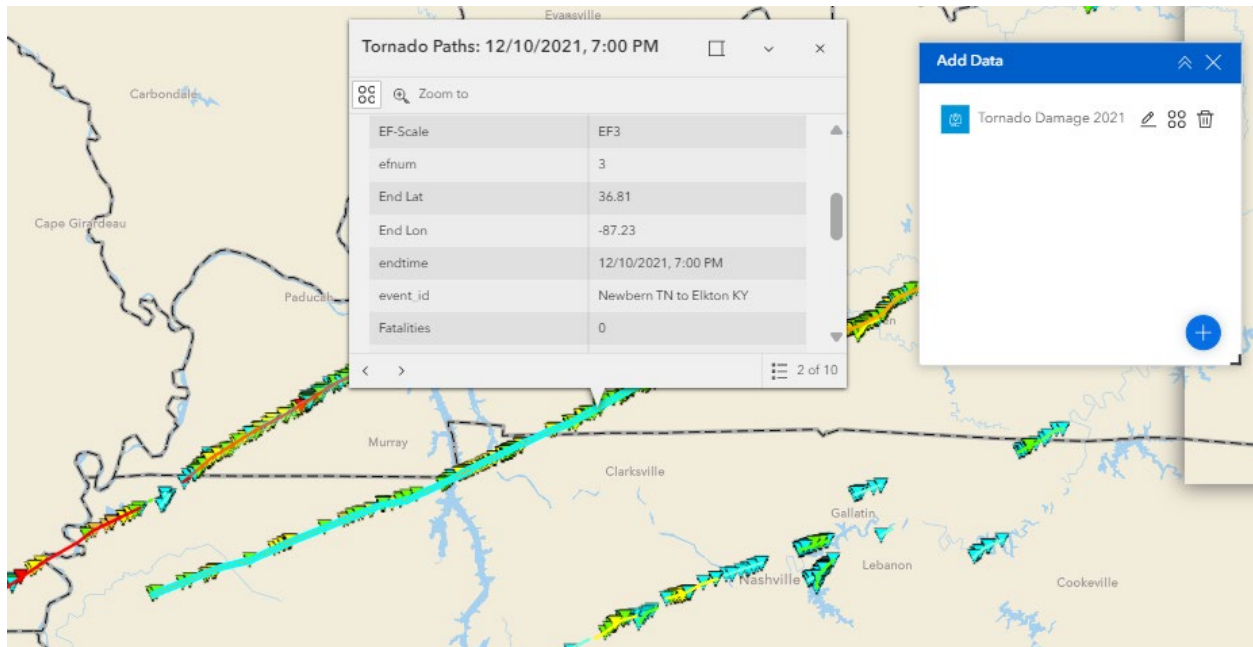 Evansville
Tornado Paths: 12/10/2021, 7:00 PM
Add Data
Zoom to
Carbondale
Tornado Damage 2021
EF-Scale EF3
efnum 3
End Lat 36.81
Cape Girardeau
End Lon -87.23
endtime 12/10/2021, 7:00 PM
Paducah
event_id Newbern TN to Elkton KY
Fatalities 0
2 of 10
Murray
Clarksville
Gallatin
Nashville
Lebanon
Cookeville